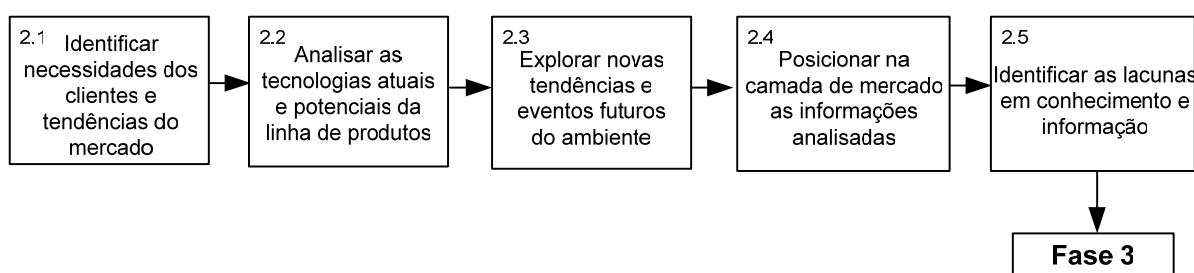 2.1 Identificar
necessidades dos
clientes e
tendências do
mercado
2.2
Analisar as
tecnologias atuais
e potenciais da
linha de produtos
2.3
Explorar novas
tendências e
eventos futuros
do ambiente
2.4
Posicionar na
camada de mercado
as informações
analisadas
2.5
Identificar as lacunas
em conhecimento e
informação
Fase 3